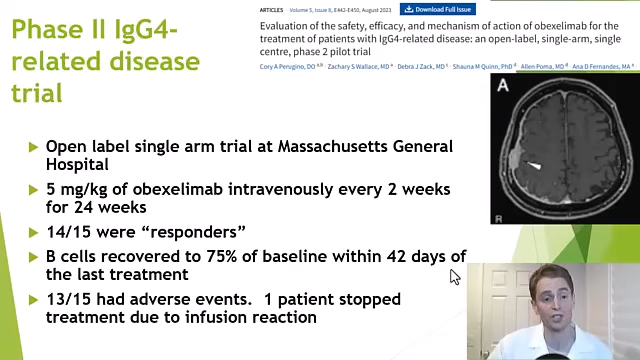 Phase II IgG4-
related disease
trial
ARTICLES Volume 5, Issue 8, E442-E450, August 2023 Download Full Issue
Evaluation of the safety, efficacy, and mechanism of action of obexelimab for the
treatment of patients with IgG4-related disease: an open-label, single-arm, single
centre, phase 2 pilot trial
Cory A Perugino, DO a,b · Zachary S Wallace, MD a · Debra J Zack, MD c · Shauna M Quinn, PhD d · Allen Poma, MD d · Ana D Fernandes, MA a
A
R
Open label single arm trial at Massachusetts General
Hospital
5 mg/kg of obexelimab intravenously every 2 weeks
for 24 weeks
14/15 were “responders”
B cells recovered to 75% of baseline within 42 days of
the last treatment
13/15 had adverse events.  1 patient stopped
treatment due to infusion reaction